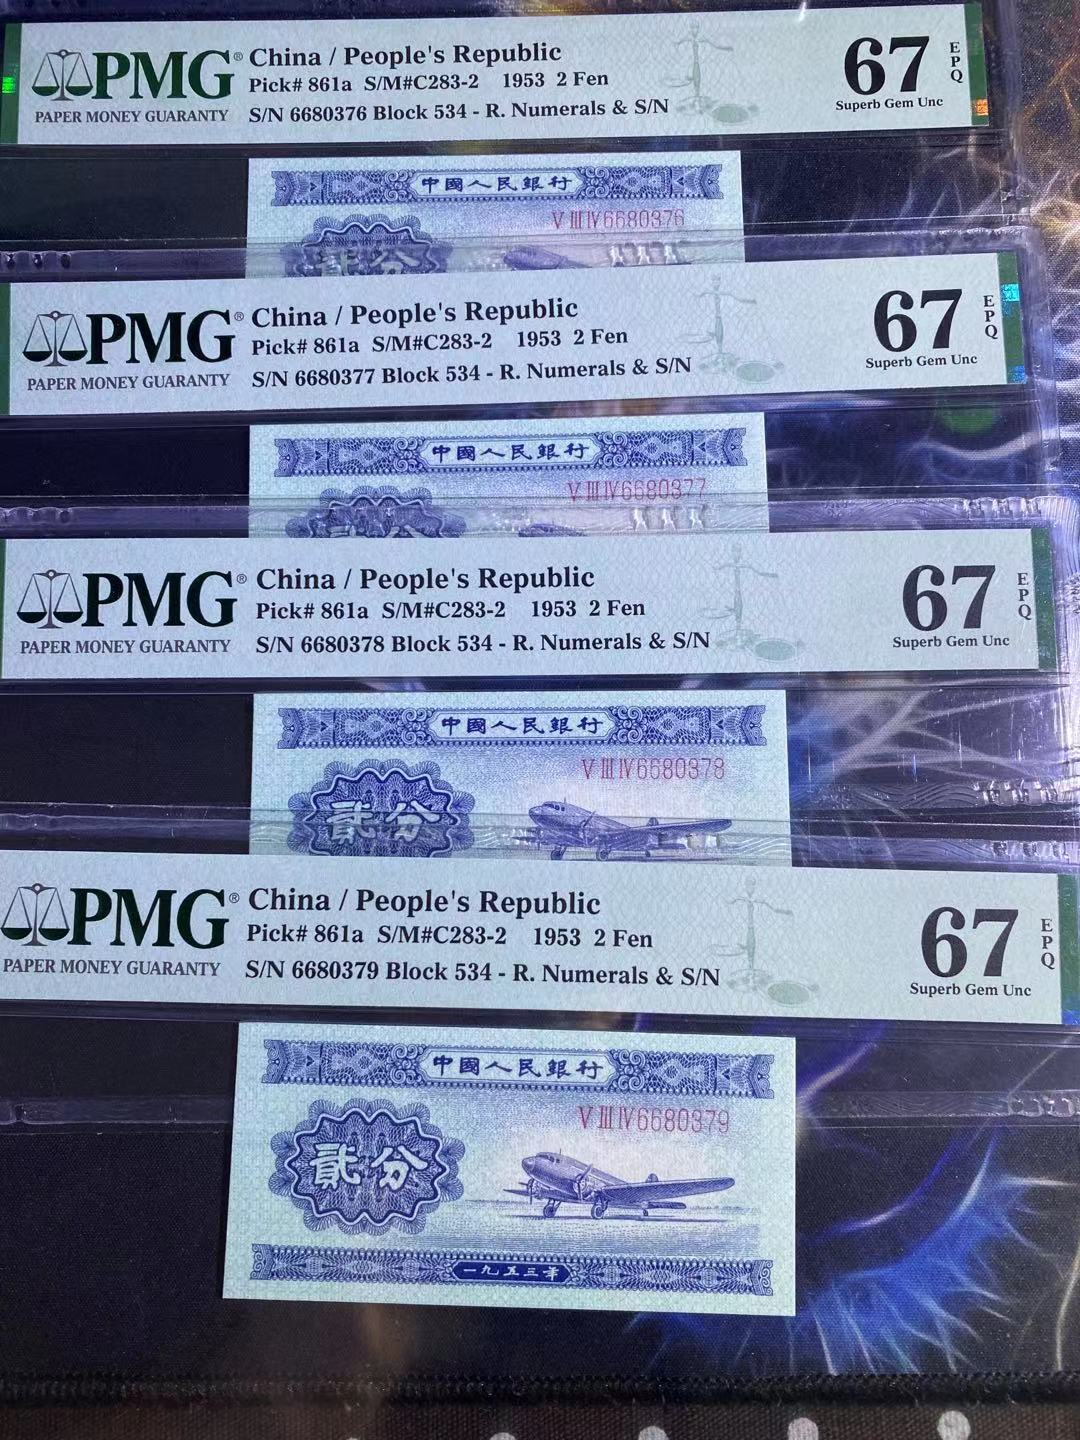 PMG®
PAPER MONEY GUARANTY
China / People's Republic
Pick# 861a S/M#C283-2 1953 2 Fen
S/N 6680376 Block 534 - R. Numerals & S/N
67
EPQ
Superb Gem Unc
中國人民銀行
V III IV 6680376
貳分
PMG®
PAPER MONEY GUARANTY
China / People's Republic
Pick# 861a S/M#C283-2 1953 2 Fen
S/N 6680377 Block 534 - R. Numerals & S/N
67
EPQ
Superb Gem Unc
中國人民銀行
V III IV 6680377
PMG®
PAPER MONEY GUARANTY
China / People's Republic
Pick# 861a S/M#C283-2 1953 2 Fen
S/N 6680378 Block 534 - R. Numerals & S/N
67
EPQ
Superb Gem Unc
中國人民銀行
V III IV 6680378
貳分
PMG®
PAPER MONEY GUARANTY
China / People's Republic
Pick# 861a S/M#C283-2 1953 2 Fen
S/N 6680379 Block 534 - R. Numerals & S/N
67
EPQ
Superb Gem Unc
中國人民銀行
V III IV 6680379
貳分
一九五三年